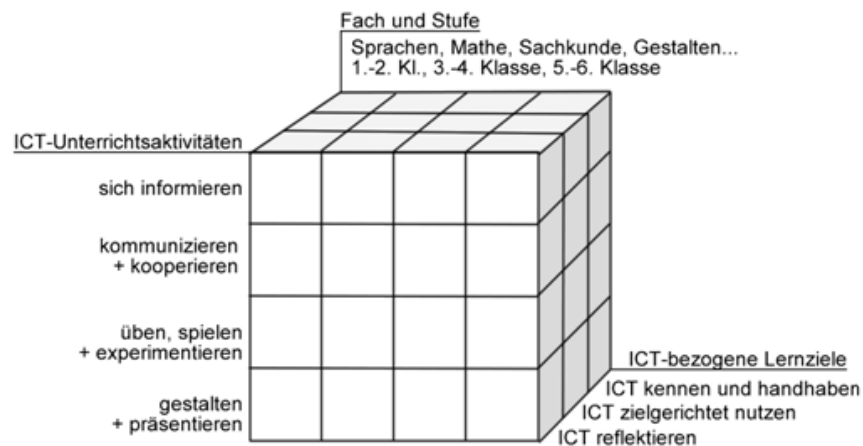 Fach und Stufe
Sprachen, Mathe, Sachkunde, Gestalten...
1.-2. Kl., 3.-4. Klasse, 5.-6. Klasse
ICT-Unterrichtsaktivitäten
sich informieren
kommunizieren
+ kooperieren
üben, spielen
+ experimentieren
gestalten
+ präsentieren
ICT-bezogene Lernziele
ICT kennen und handhaben
ICT zielgerichtet nutzen
ICT reflektieren